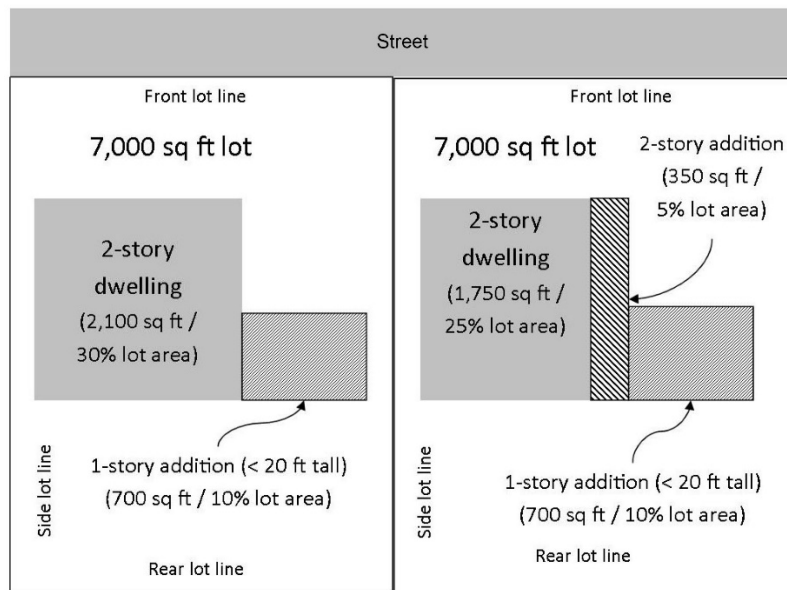 Street
Front lot line
7,000 sq ft lot
2-story
dwelling
(2,100 sq ft /
30% lot area)
1-story addition (< 20 ft tall)
(700 sq ft / 10% lot area)
Side lot line
Rear lot line
Front lot line
7,000 sq ft lot
2-story addition
(350 sq ft /
5% lot area)
2-story
dwelling
(1,750 sq ft /
25% lot area)
1-story addition (< 20 ft tall)
(700 sq ft / 10% lot area)
Side lot line
Rear lot line